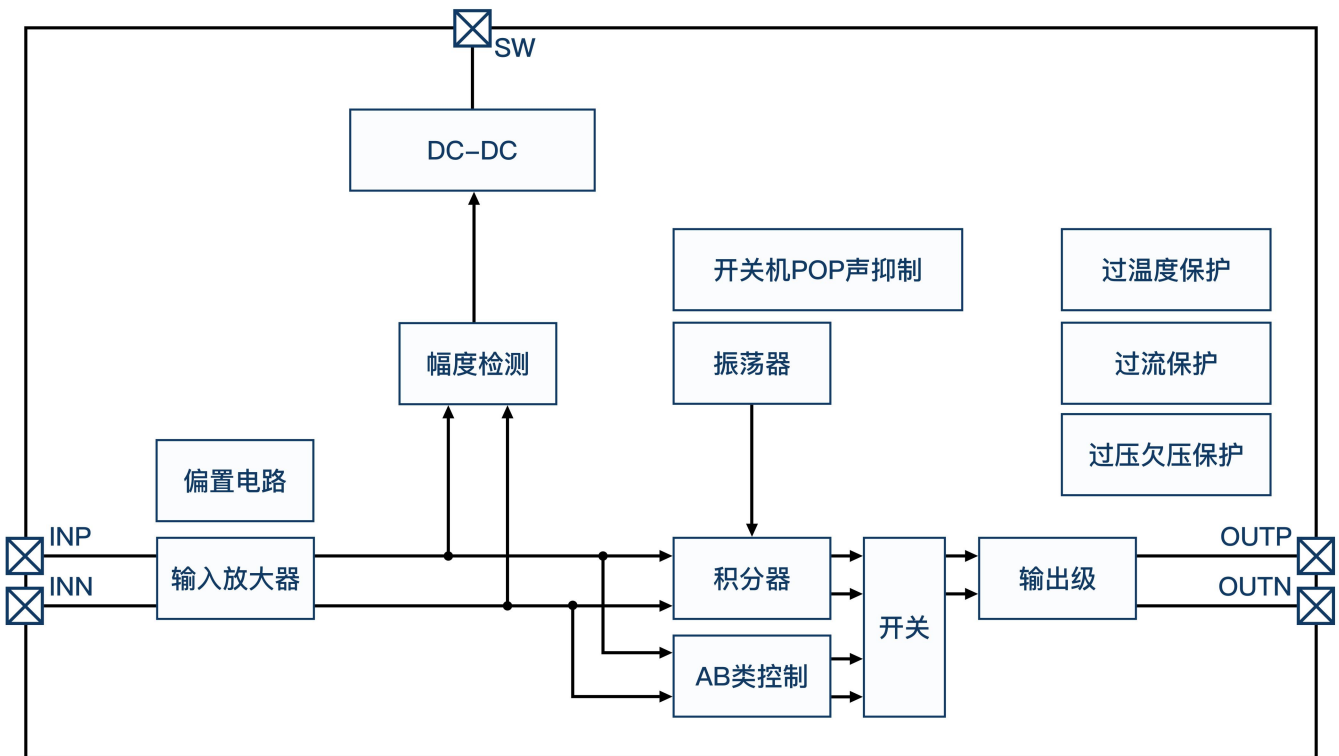 SW
DC–DC
开关机POP声抑制
过温度保护
幅度检测
振荡器
过流保护
过压欠压保护
偏置电路
INP
OUTP
输入放大器
积分器
输出级
INN
OUTN
开关
AB类控制